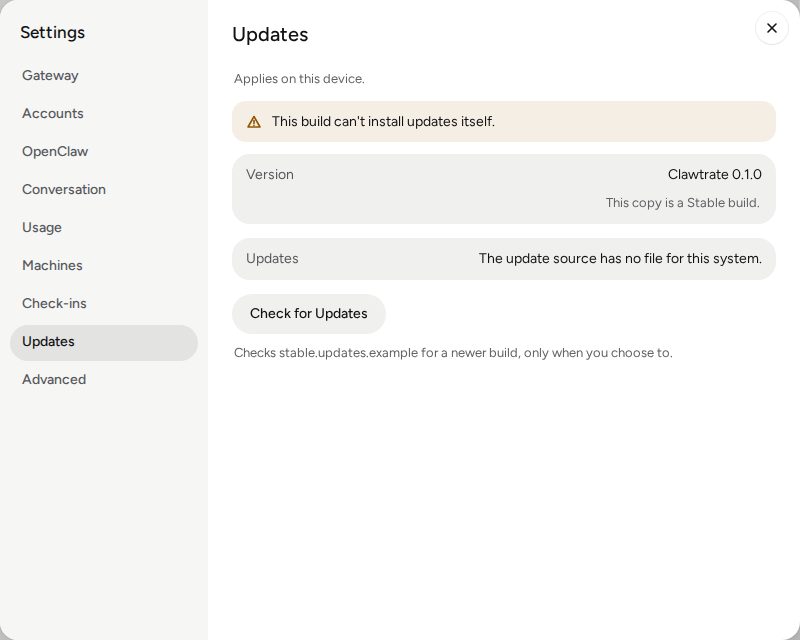 Settings
Gateway
Accounts
OpenClaw
Conversation
Usage
Machines
Check-ins
Updates
Advanced
Updates
Applies on this device.
This build can't install updates itself.
Version
Clawtrate 0.1.0
This copy is a Stable build.
Updates
The update source has no file for this system.
Check for Updates
Checks stable.updates.example for a newer build, only when you choose to.